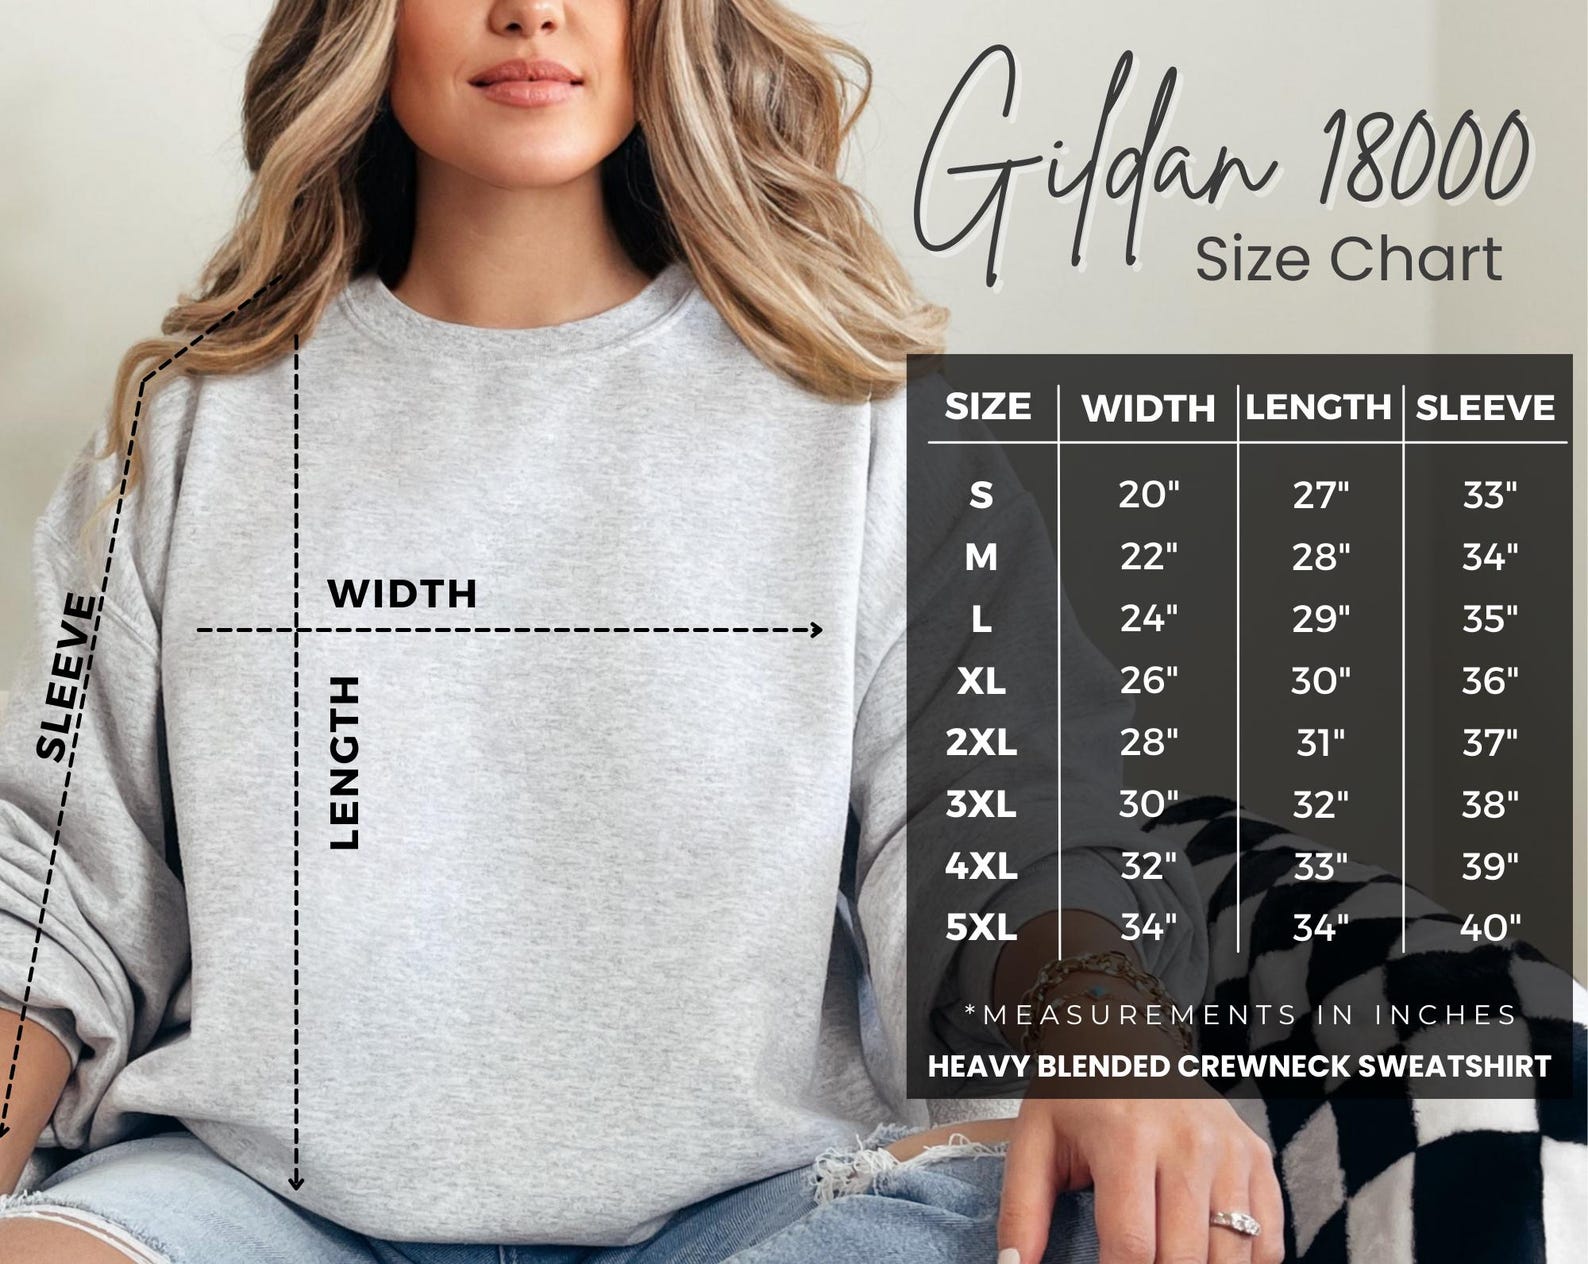 Gildan 18000
Size Chart
SIZE WIDTH LENGTH SLEEVE
S 20" 27" 33"
M 22" 28" 34"
L 24" 29" 35"
XL 26" 30" 36"
2XL 28" 31" 37"
3XL 30" 32" 38"
4XL 32" 33" 39"
5XL 34" 34" 40"
*MEASUREMENTS IN INCHES
HEAVY BLENDED CREWNECK SWEATSHIRT
WIDTH
LENGTH
SLEEVE